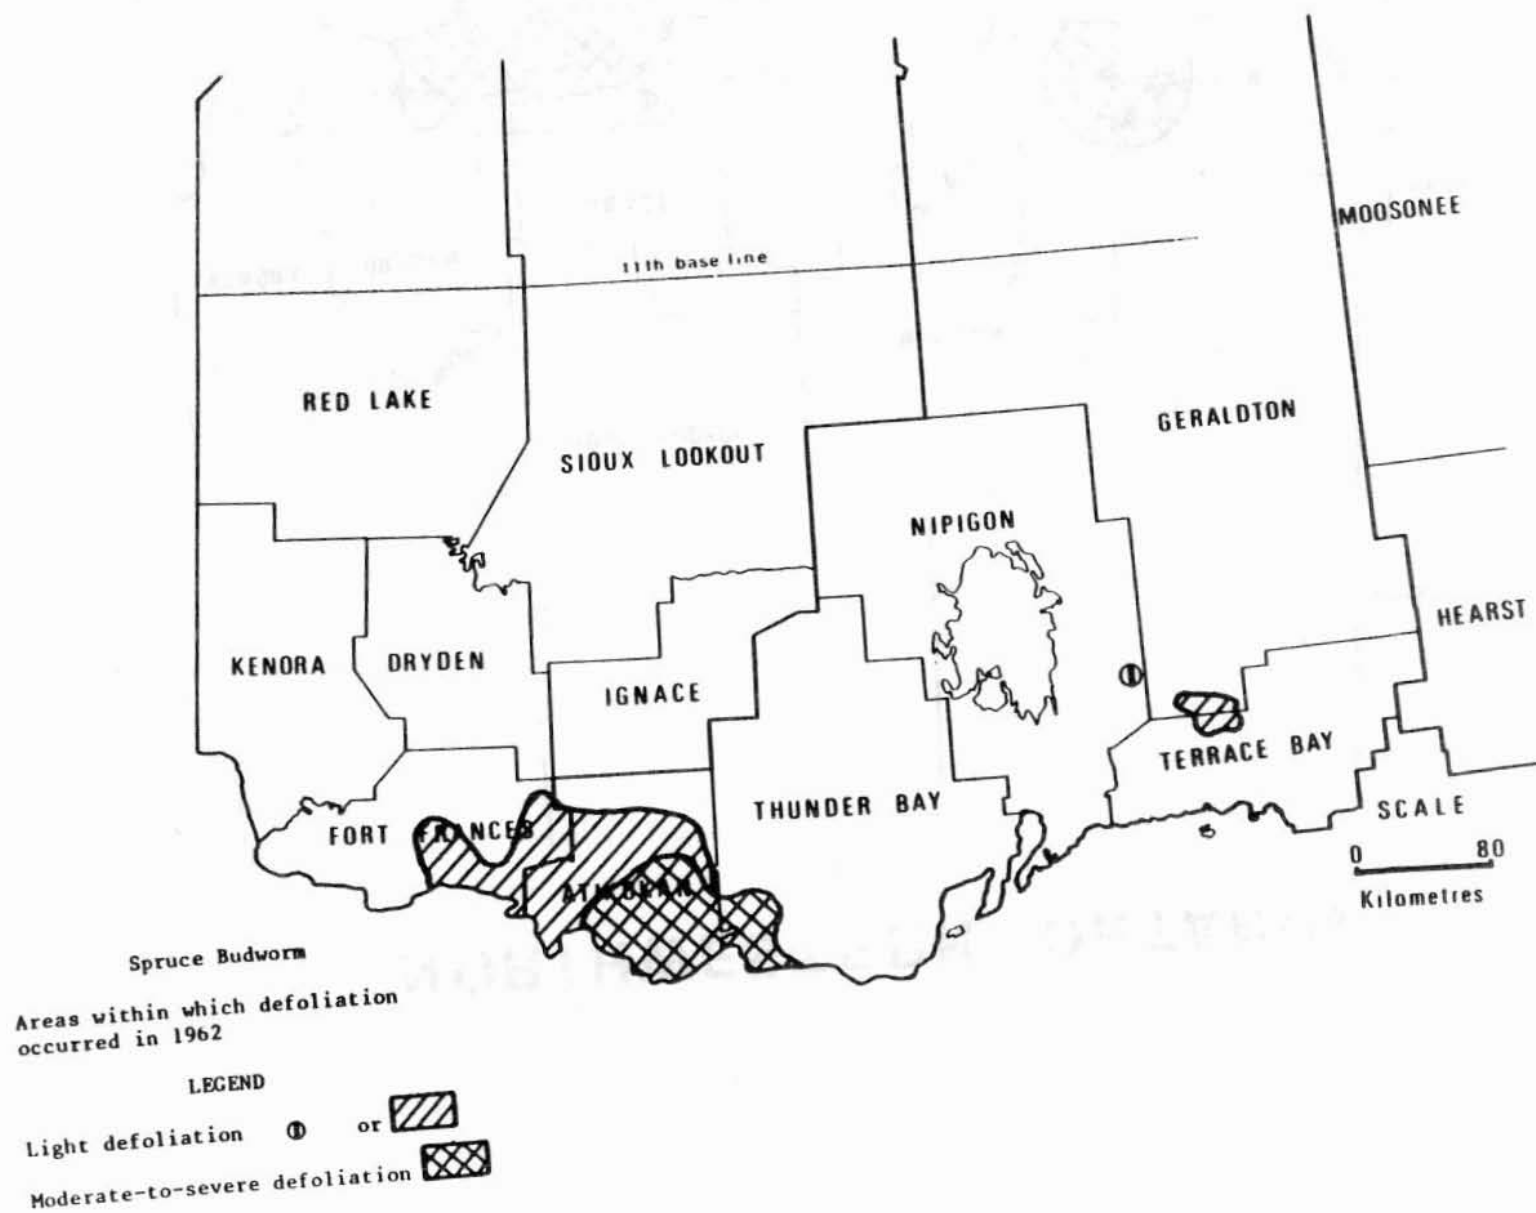 MOOSONEE
11th base line
RED LAKE
GERALDTON
SIOUX LOOKOUT
NIPIGON
HEARST
KENORA
DRYDEN
IGNACE
TERRACE BAY
THUNDER BAY
SCALE
FORT FRANCES
0 80
Kilometres
ATIKOKAN
Spruce Budworm
Areas within which defoliation
occurred in 1962
LEGEND
Light defoliation or
Moderate-to-severe defoliation